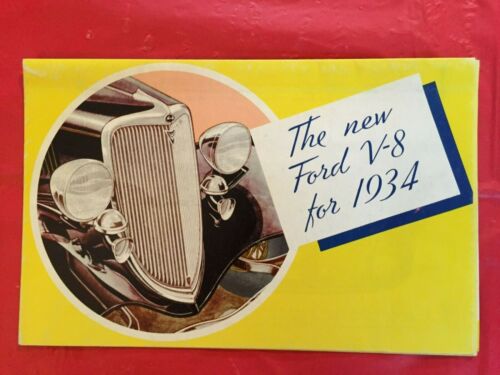 The new
Ford V-8
for 1934